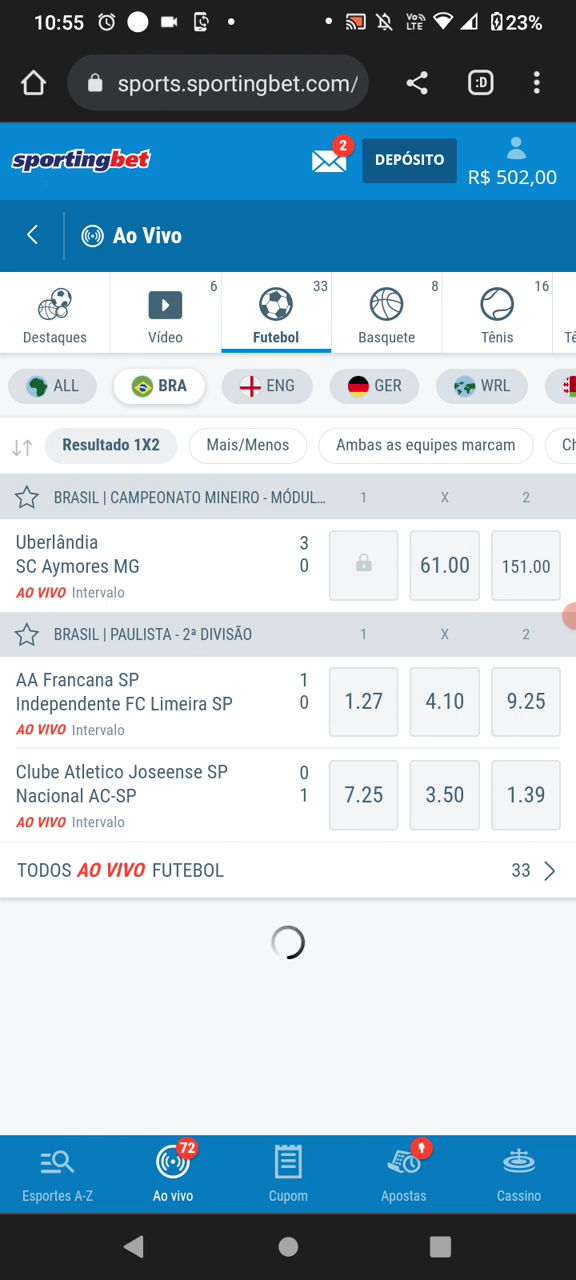 10:55 Vo)) LTE 23%
sports.sportingbet.com/ :D
sportingbet 2 DEPÓSITO R$ 502,00
Ao Vivo
6 33 8 16
Destaques Vídeo Futebol Basquete Tênis Tê
ALL BRA ENG GER WRL
Resultado 1X2 Mais/Menos Ambas as equipes marcam Ch
BRASIL | CAMPEONATO MINEIRO - MÓDUL... 1 X 2
Uberlândia 3
SC Aymores MG 0 61.00 151.00
AO VIVO Intervalo
BRASIL | PAULISTA - 2ª DIVISÃO 1 X 2
AA Francana SP 1
Independente FC Limeira SP 0 1.27 4.10 9.25
AO VIVO Intervalo
Clube Atletico Joseense SP 0
Nacional AC-SP 1 7.25 3.50 1.39
AO VIVO Intervalo
TODOS AO VIVO FUTEBOL 33
72
Esportes A-Z Ao vivo Cupom Apostas Cassino